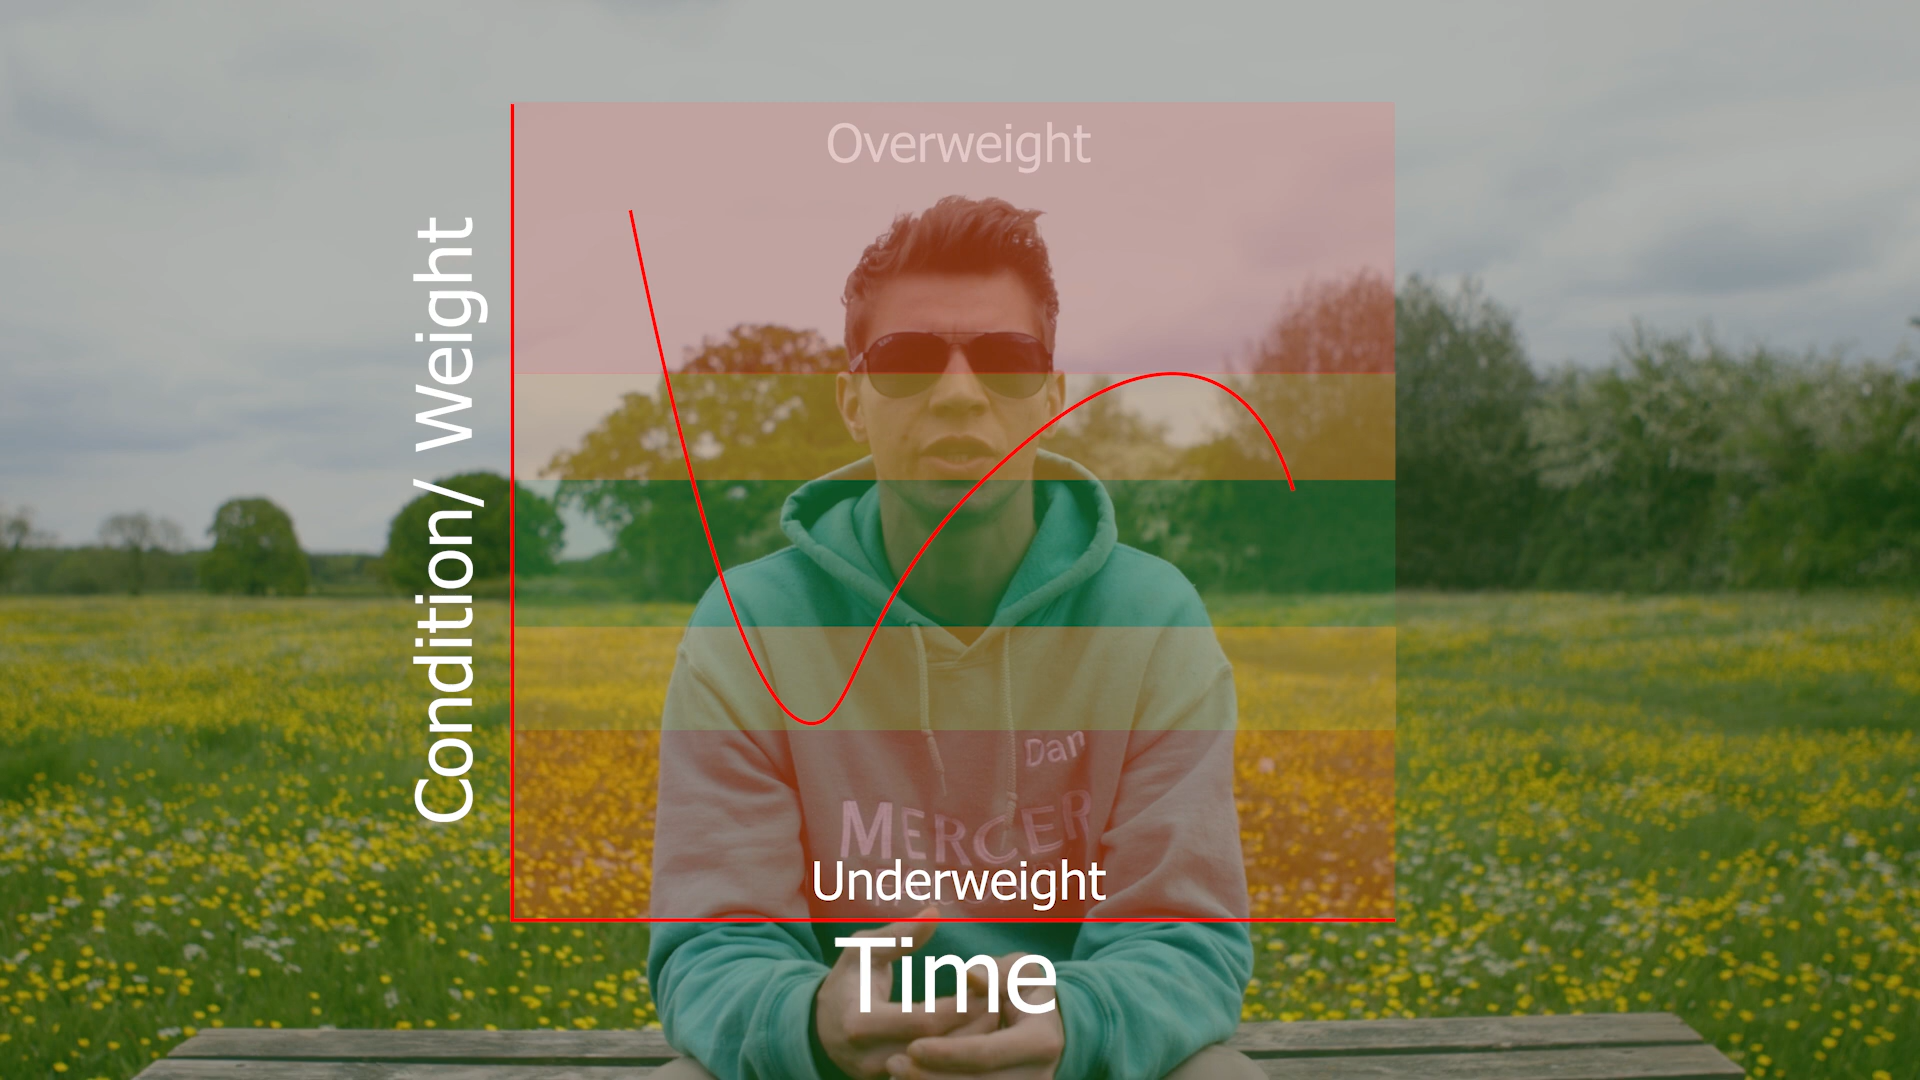 Overweight
Condition/ Weight
Dan
MERCER
Underweight
Time